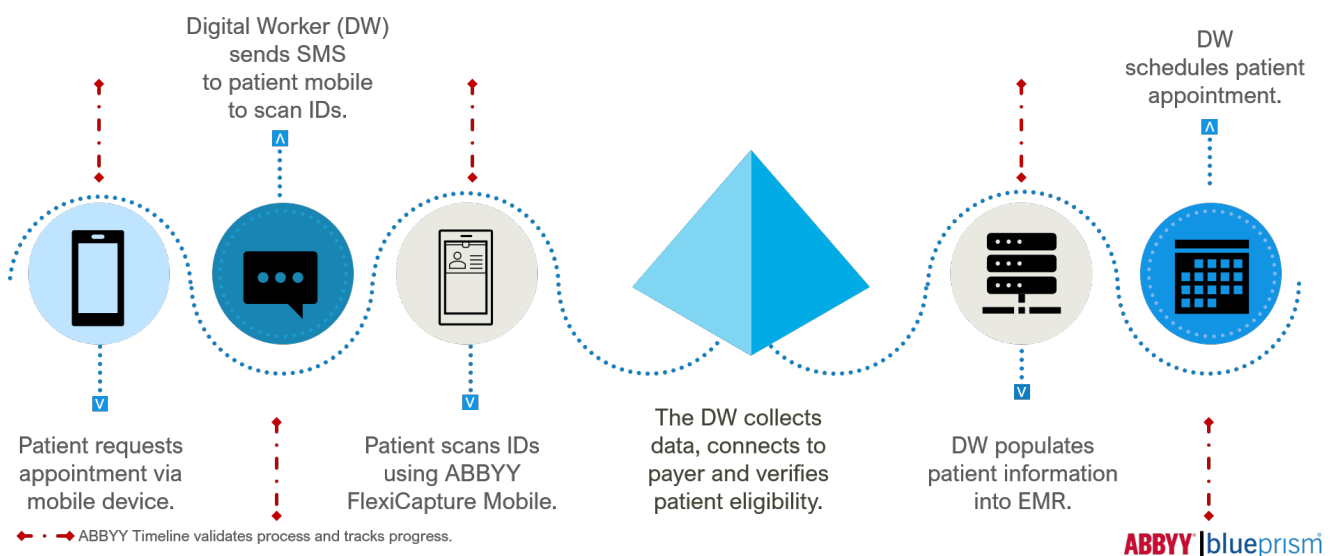 Digital Worker (DW)
sends SMS
to patient mobile
to scan IDs.
DW
schedules patient
appointment.
Patient requests
appointment via
mobile device.
Patient scans IDs
using ABBYY
FlexiCapture Mobile.
The DW collects
data, connects to
payer and verifies
patient eligibility.
DW populates
patient information
into EMR.
ABBYY Timeline validates process and tracks progress.
ABBYY | blueprism